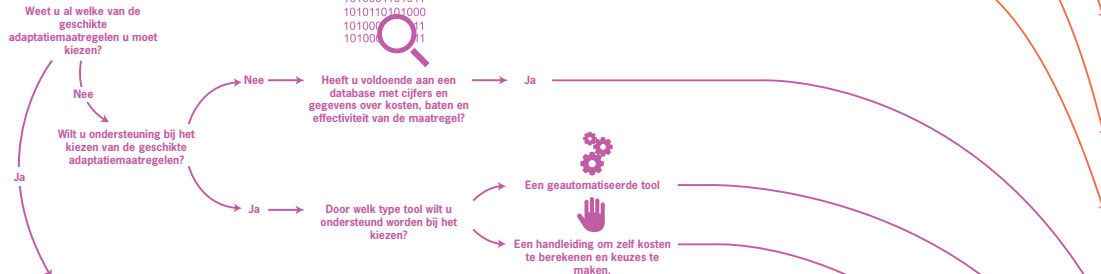 Weet u al welke van de
geschikte
adaptatiemaatregelen u moet
kiezen?
Nee
Wilt u ondersteuning bij het
kiezen van de geschikte
adaptatiemaatregelen?
Ja
Nee
1010110101000
Heeft u voldoende aan een
database met cijfers en
gegevens over kosten, baten en
effectiviteit van de maatregel?
Ja
Ja
Door welk type tool wilt u
ondersteund worden bij het
kiezen?
Een geautomatiseerde tool
Een handleiding om zelf kosten
te berekenen en keuzes te
maken.